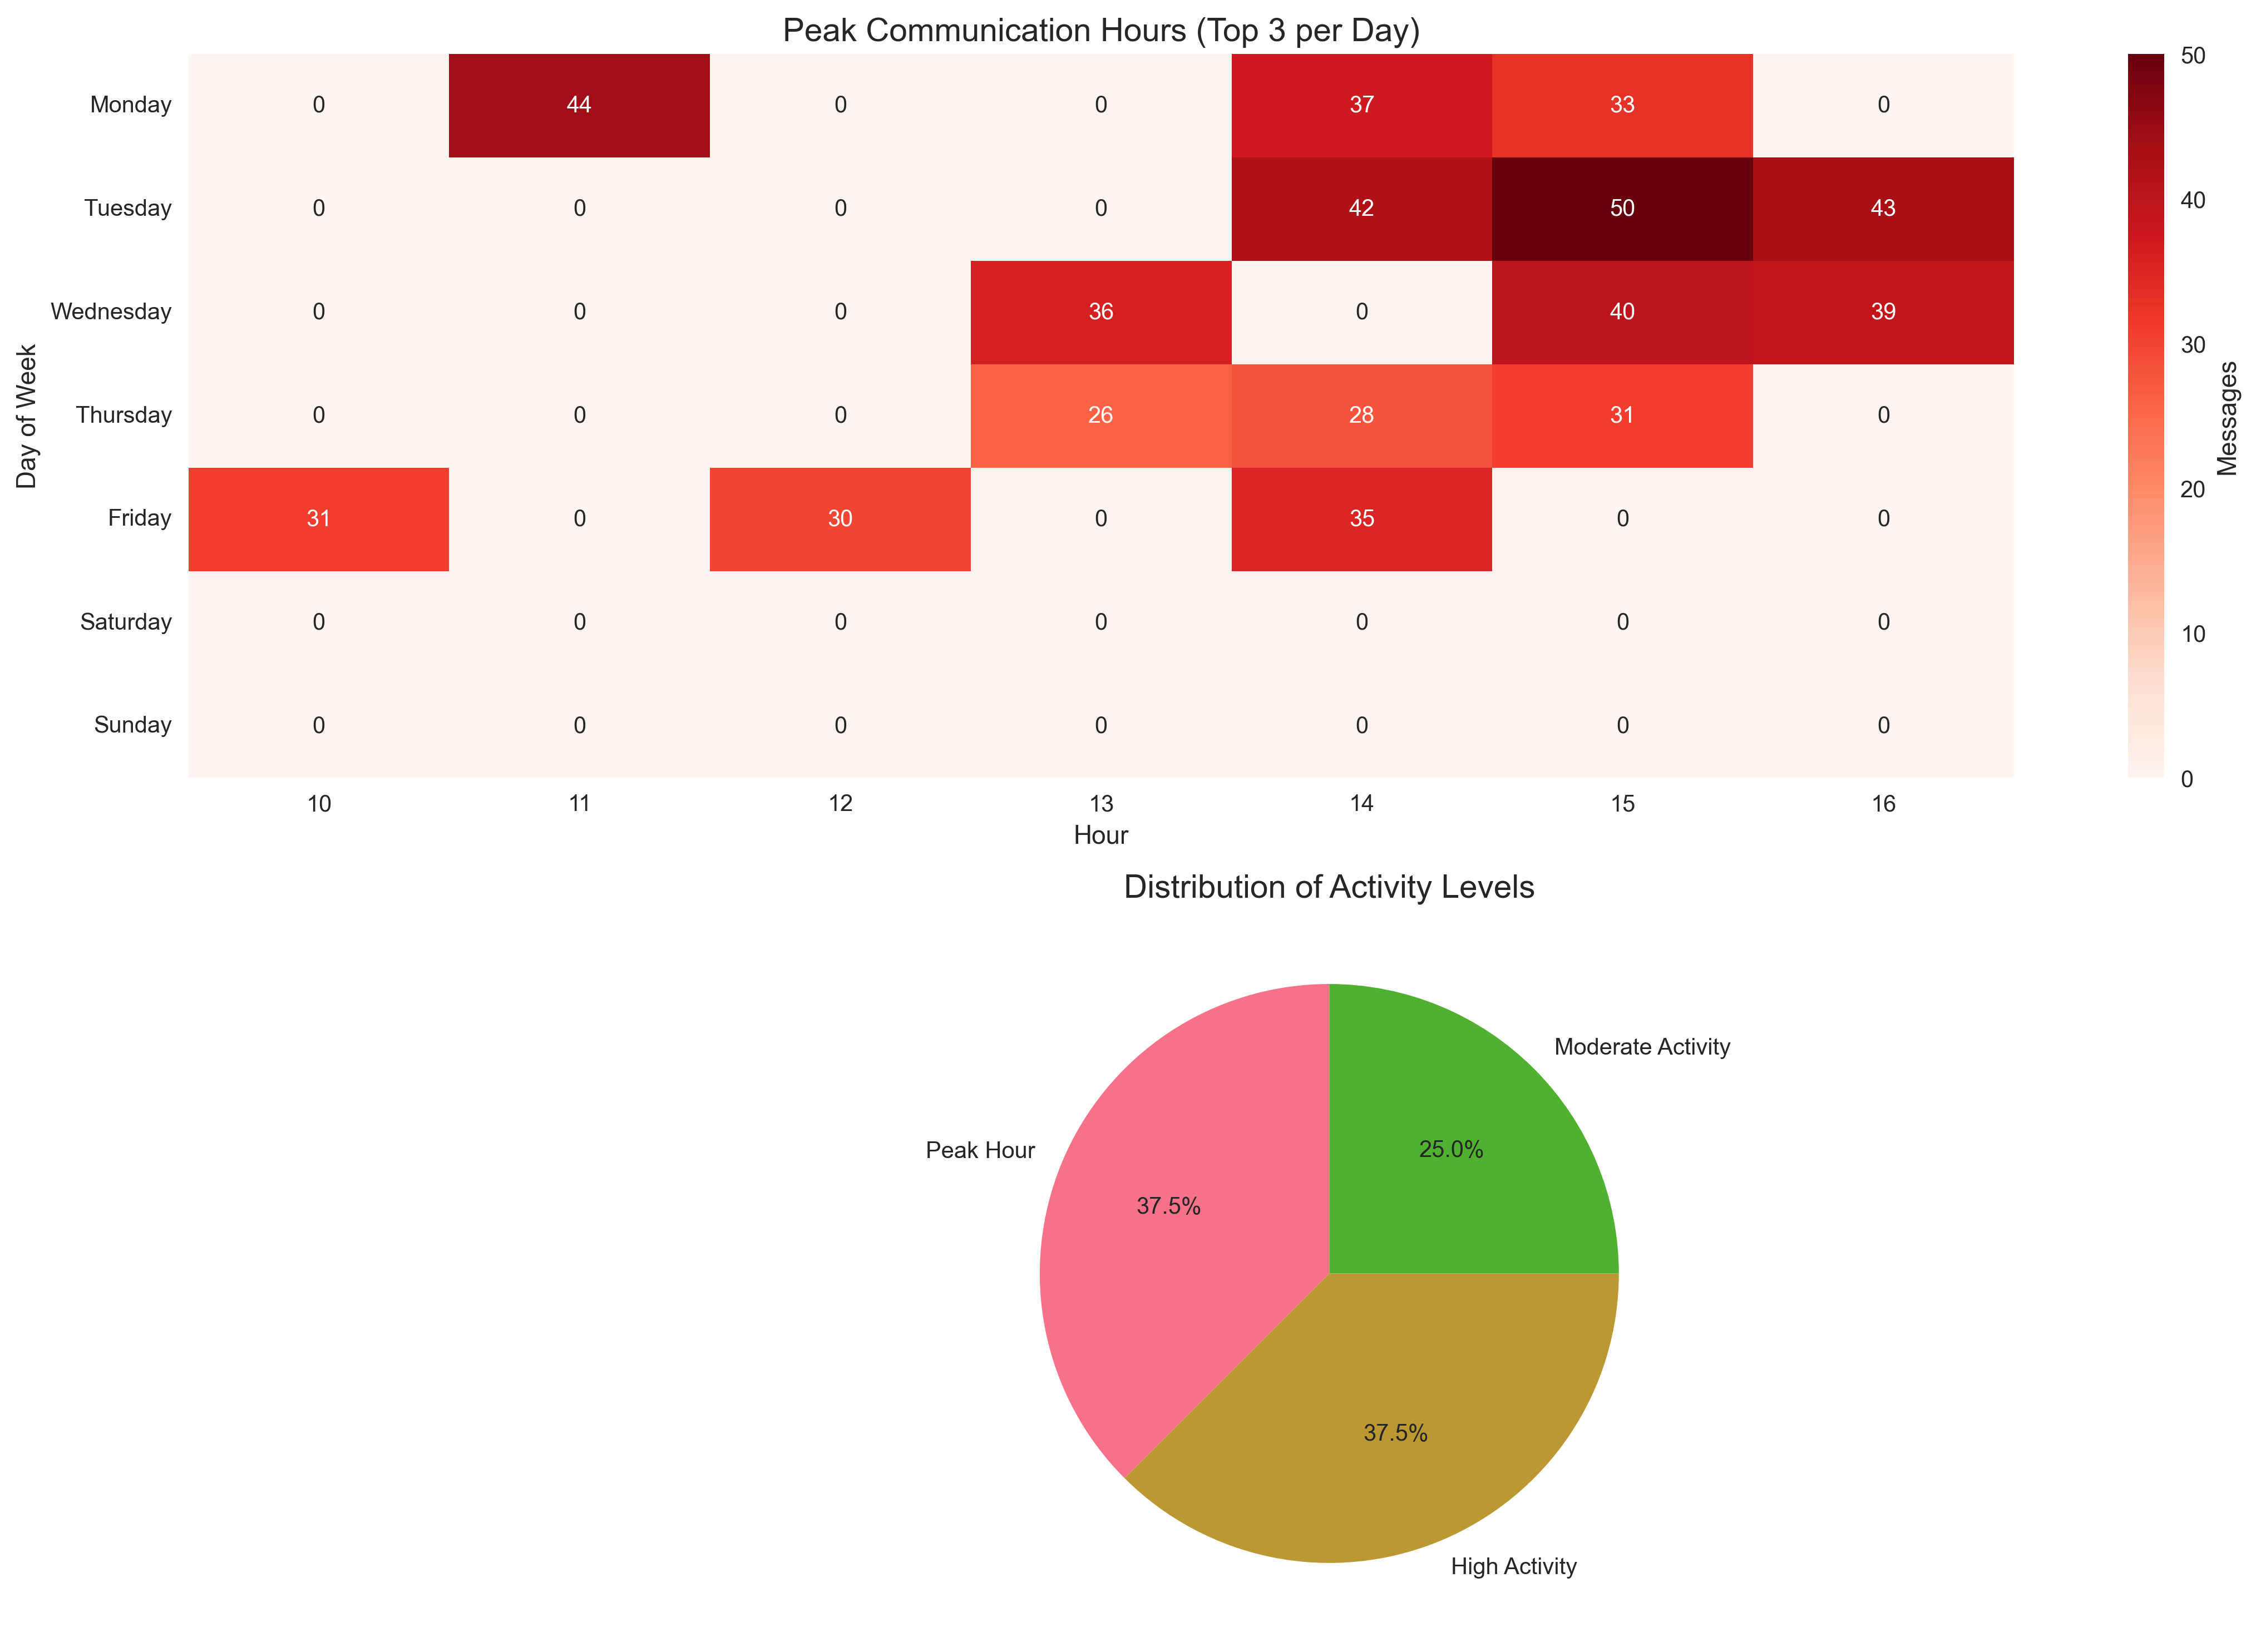 Peak Communication Hours (Top 3 per Day)
Monday 0 44 0 0 37 33 0
Tuesday 0 0 0 0 42 50 43
Wednesday 0 0 0 36 0 40 39
Thursday 0 0 0 26 28 31 0
Friday 31 0 30 0 35 0 0
Saturday 0 0 0 0 0 0 0
Sunday 0 0 0 0 0 0 0
10 11 12 13 14 15 16
Hour
Day of Week
50
40
30
20
10
0
Messages
Distribution of Activity Levels
Moderate Activity
25.0%
Peak Hour
37.5%
37.5%
High Activity